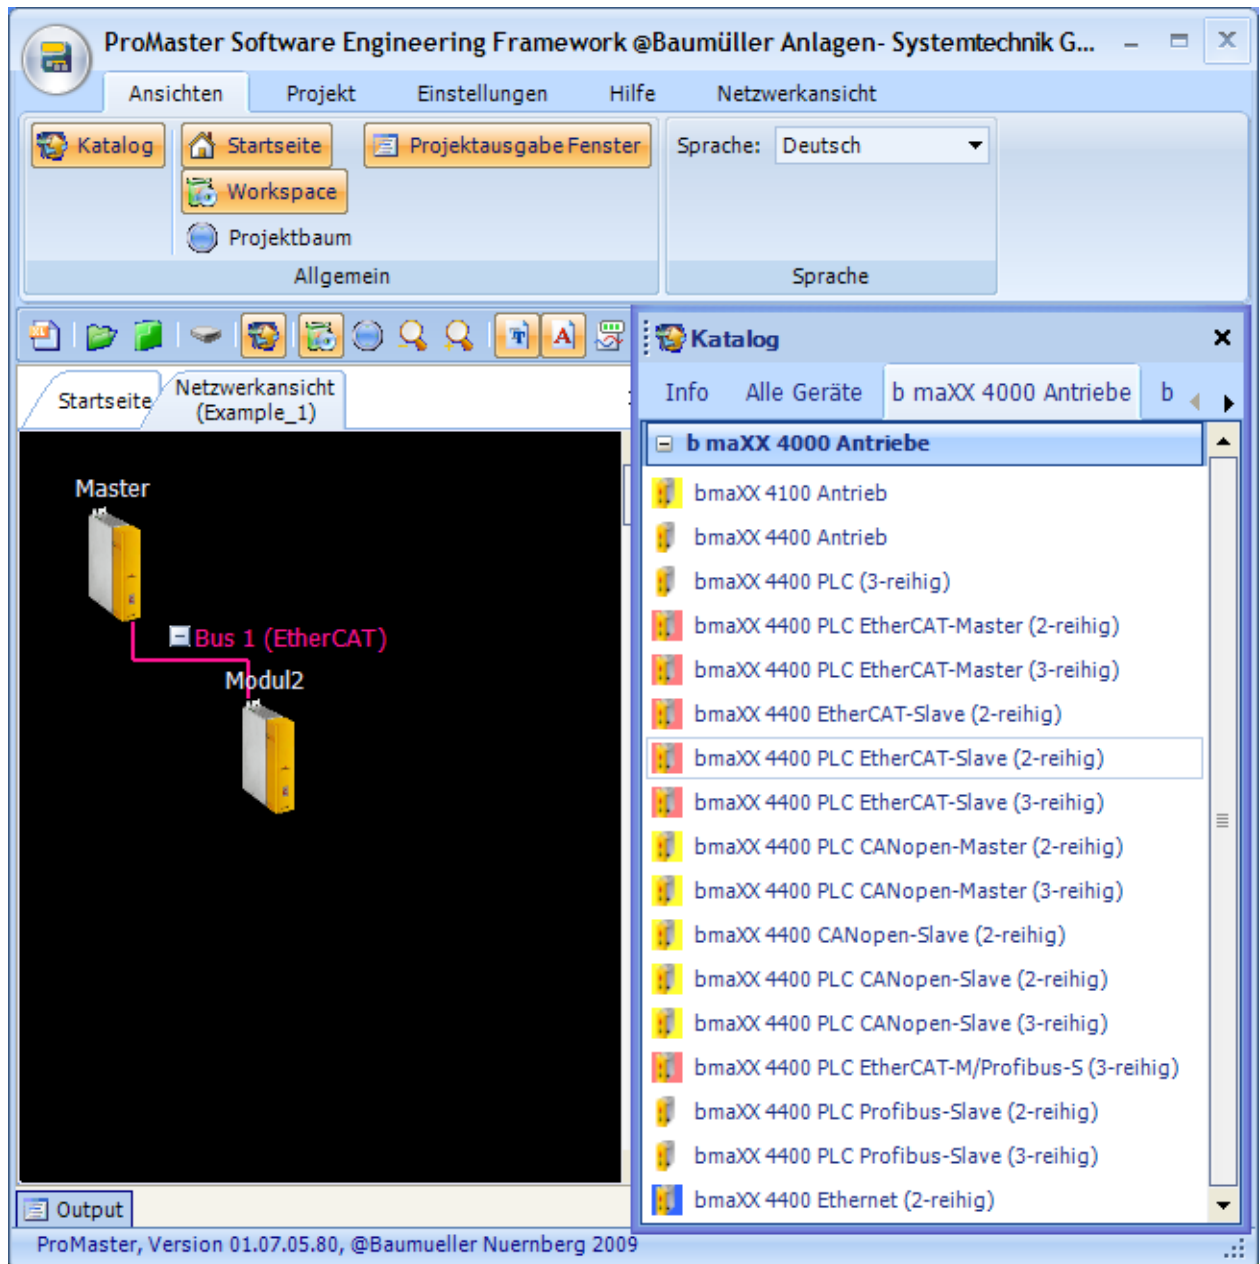 ProMaster Software Engineering Framework @Baumüller Anlagen- Systemtechnik G...
Ansichten Projekt Einstellungen Hilfe Netzwerkansicht
Katalog Startseite Projektausgabe Fenster Sprache: Deutsch
Workspace
Projektbaum
Allgemein Sprache
Katalog
Startseite Netzwerkansicht
(Example_1)
Info Alle Geräte b maXX 4000 Antriebe b
b maXX 4000 Antriebe
Master
bmaXX 4100 Antrieb
bmaXX 4400 Antrieb
bmaXX 4400 PLC (3-reihig)
bmaXX 4400 PLC EtherCAT-Master (2-reihig)
Bus 1 (EtherCAT)
bmaXX 4400 PLC EtherCAT-Master (3-reihig)
Modul2
bmaXX 4400 EtherCAT-Slave (2-reihig)
bmaXX 4400 PLC EtherCAT-Slave (2-reihig)
bmaXX 4400 PLC EtherCAT-Slave (3-reihig)
bmaXX 4400 PLC CANopen-Master (2-reihig)
bmaXX 4400 PLC CANopen-Master (3-reihig)
bmaXX 4400 CANopen-Slave (2-reihig)
bmaXX 4400 PLC CANopen-Slave (2-reihig)
bmaXX 4400 PLC CANopen-Slave (3-reihig)
bmaXX 4400 PLC EtherCAT-M/Profibus-S (3-reihig)
bmaXX 4400 PLC Profibus-Slave (2-reihig)
bmaXX 4400 PLC Profibus-Slave (3-reihig)
bmaXX 4400 Ethernet (2-reihig)
Output
ProMaster, Version 01.07.05.80, @Baumueller Nuernberg 2009